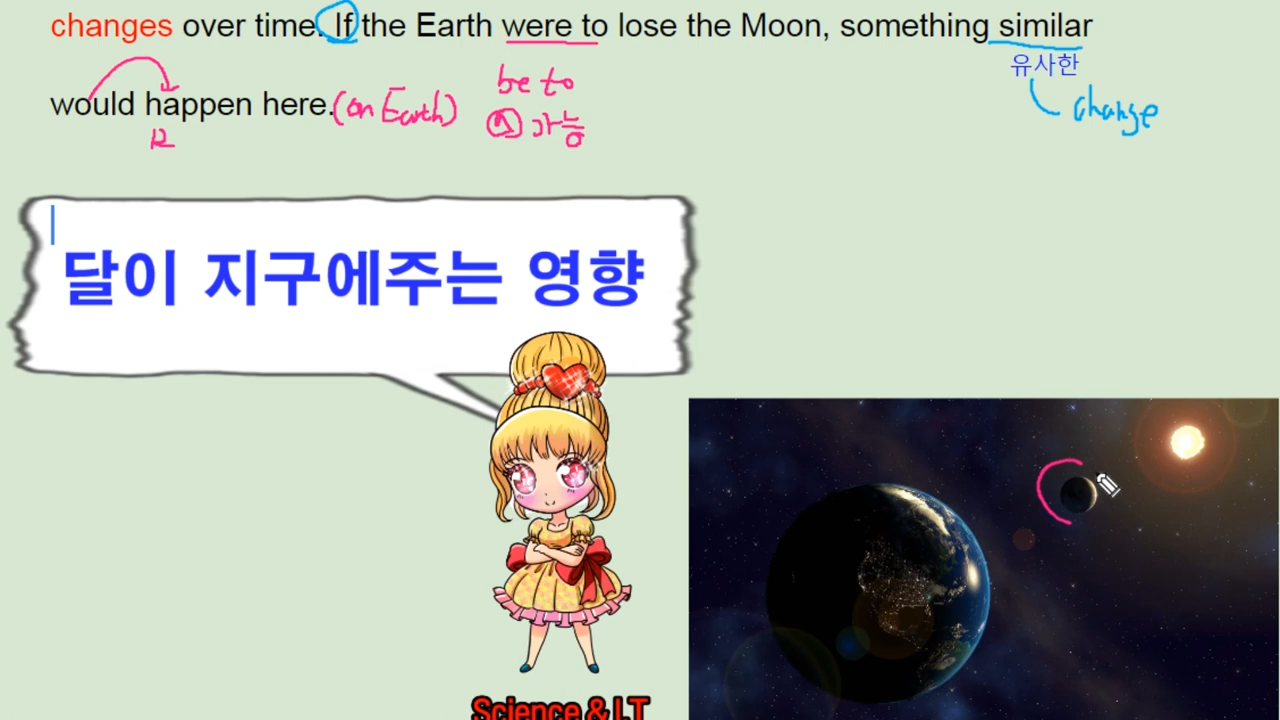 changes over time. If the Earth were to lose the Moon, something similar
유사한
would happen here. (on Earth) be to change
가능
달이 지구에주는 영향
Science & I.T